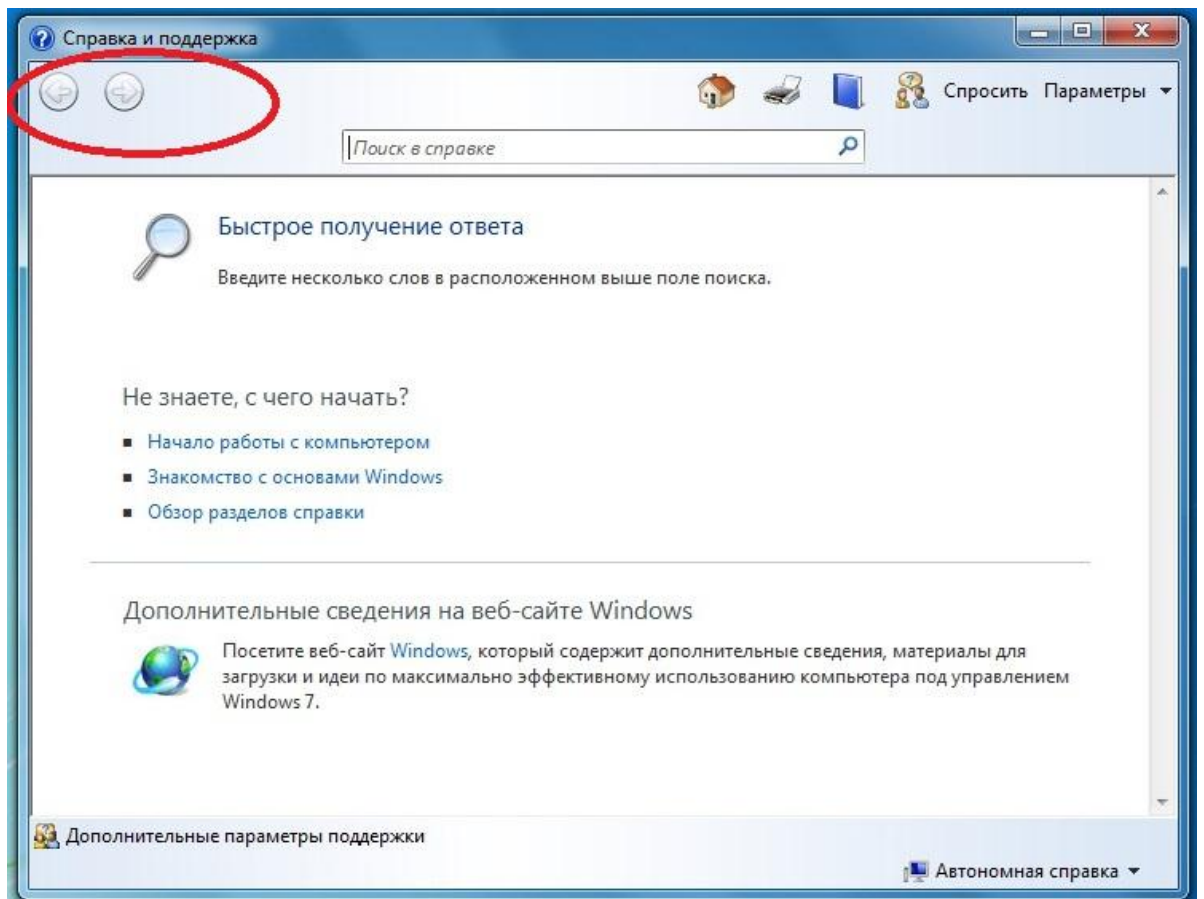 Справка и поддержка
Спросить Параметры
Поиск в справке
Быстрое получение ответа
Введите несколько слов в расположенном выше поле поиска.
Не знаете, с чего начать?
Начало работы с компьютером
Знакомство с основами Windows
Обзор разделов справки
Дополнительные сведения на веб-сайте Windows
Посетите веб-сайт Windows, который содержит дополнительные сведения, материалы для
загрузки и идеи по максимально эффективному использованию компьютера под управлением
Windows 7.
Дополнительные параметры поддержки
Автономная справка